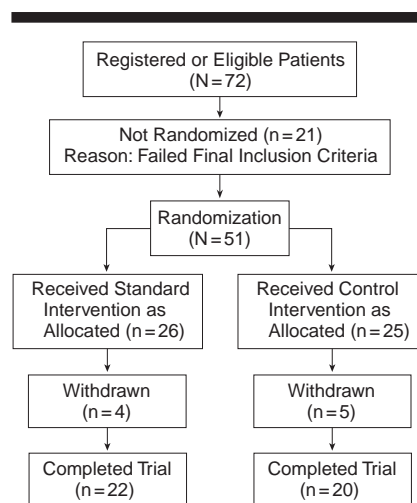 Registered or Eligible Patients
(N=72)
Not Randomized (n=21)
Reason: Failed Final Inclusion Criteria
Randomization
(N=51)
Received Standard
Intervention as
Allocated (n=26)
Received Control
Intervention as
Allocated (n=25)
Withdrawn
(n=4)
Withdrawn
(n=5)
Completed Trial
(n=22)
Completed Trial
(n=20)